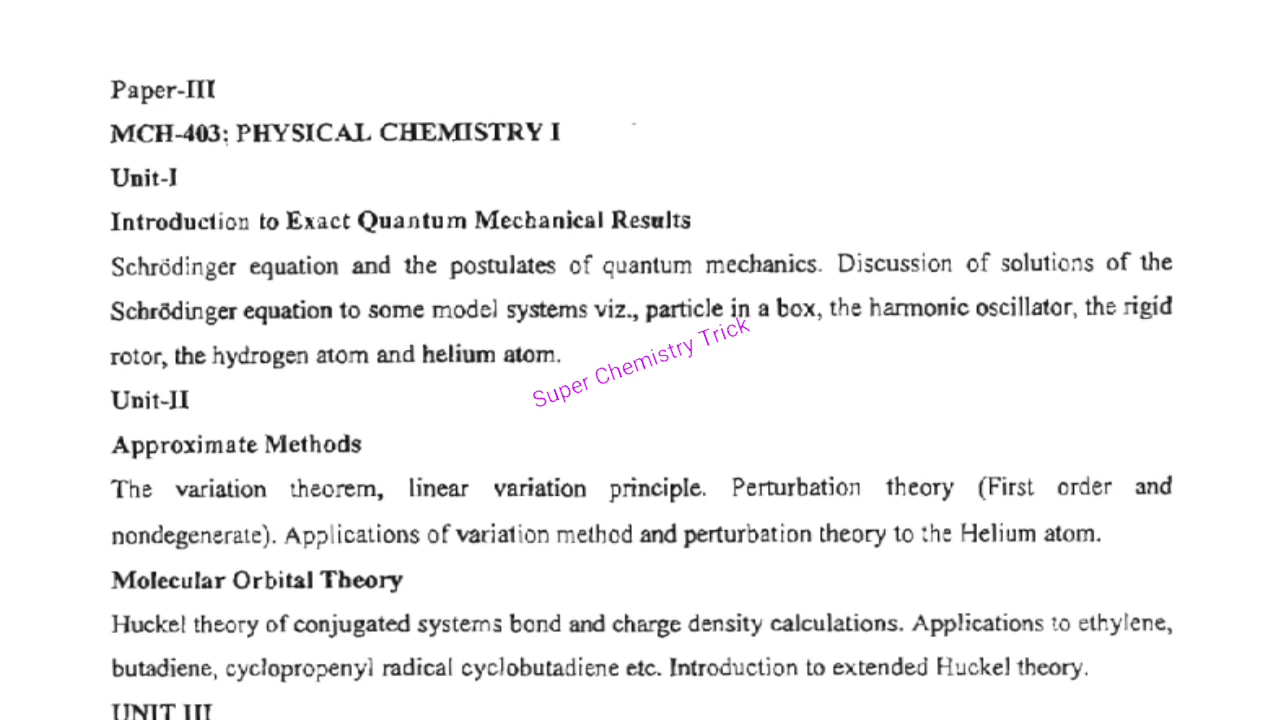 Paper-III
MCH-403: PHYSICAL CHEMISTRY I
Unit-I
Introduction to Exact Quantum Mechanical Results
Schrödinger equation and the postulates of quantum mechanics. Discussion of solutions of the
Schrödinger equation to some model systems viz., particle in a box, the harmonic oscillator, the rigid
rotor, the hydrogen atom and helium atom.
Super Chemistry Trick
Unit-II
Approximate Methods
The variation theorem, linear variation principle. Perturbation theory (First order and
nondegenerate). Applications of variation method and perturbation theory to the Helium atom.
Molecular Orbital Theory
Huckel theory of conjugated systems bond and charge density calculations. Applications to ethylene,
butadiene, cyclopropenyl radical cyclobutadiene etc. Introduction to extended Huckel theory.
UNIT III